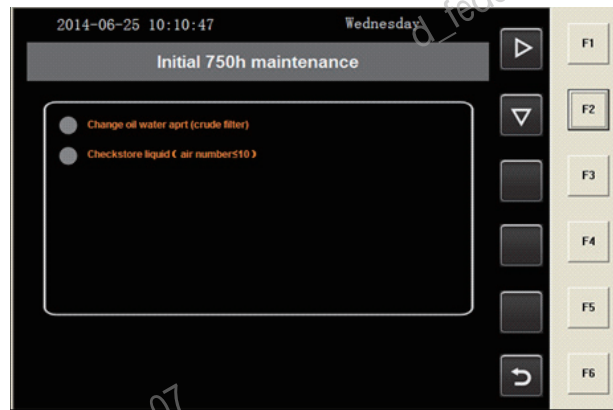 2014-06-25 10:10:47 Wednesday
Initial 750h maintenance
Change oil water aprt (crude filter)
Checkstore liquid ( air number≤10 )
F1
F2
F3
F4
F5
F6